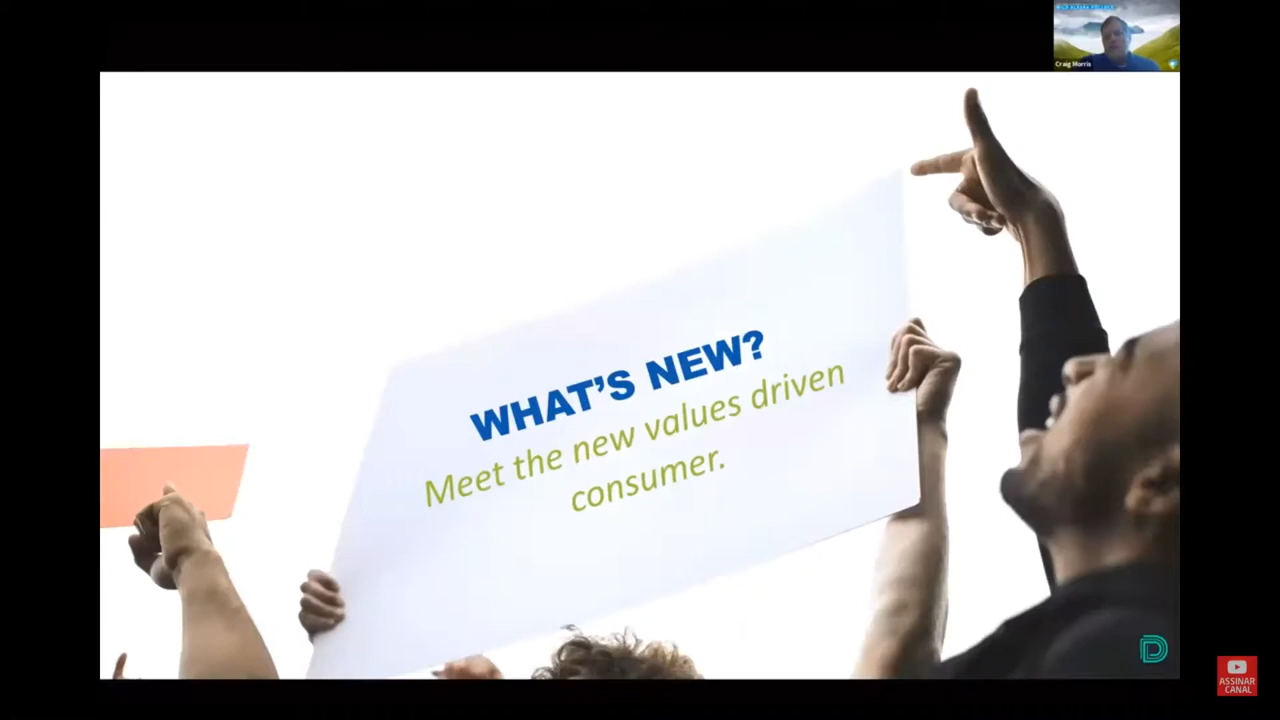 Craig Morris
WHAT'S NEW?
Meet the new values driven
consumer.
ASSINAR
CANAL